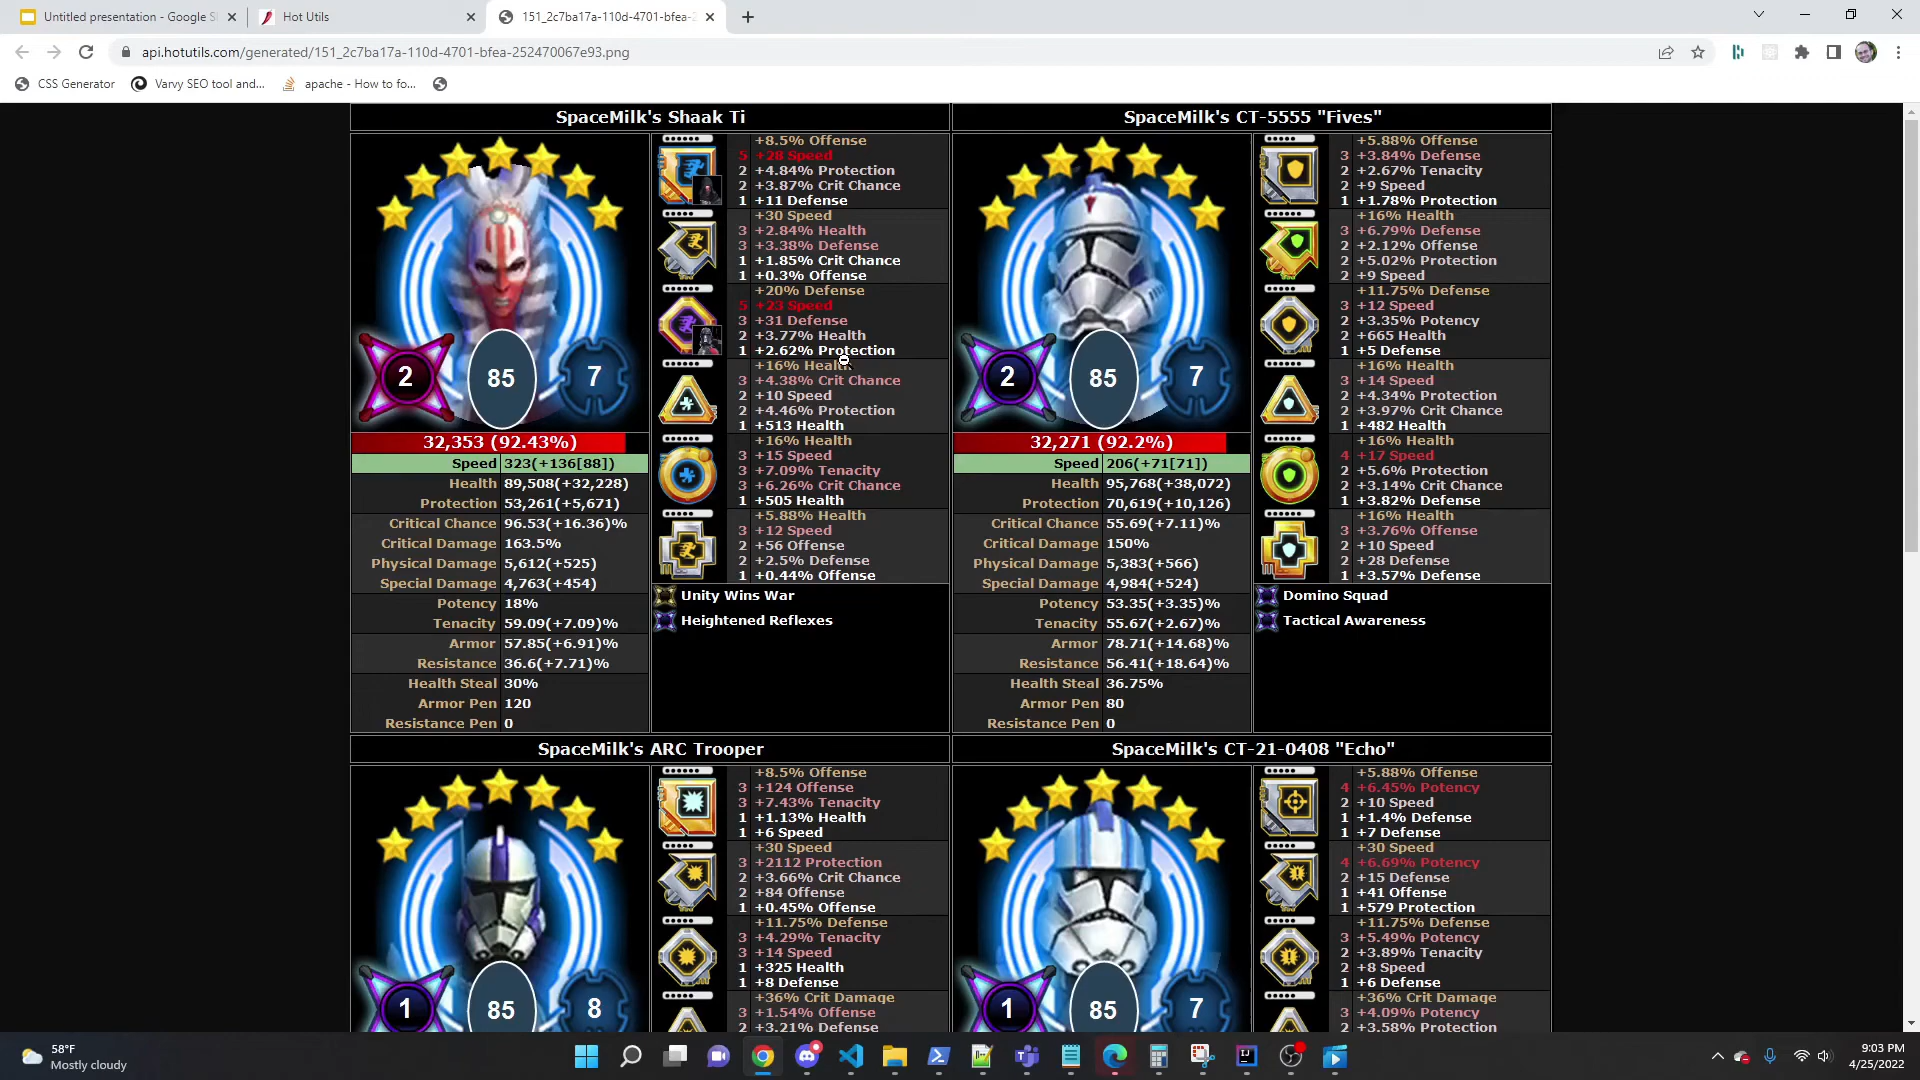 Untitled presentation - Google Sl
Hot Utils
151_2c7ba17a-110d-4701-bfea-2
api.hotutils.com/generated/151_2c7ba17a-110d-4701-bfea-252470067e93.png
CSS Generator
Varvy SEO tool and...
apache - How to fo...
SpaceMilk's Shaak Ti
2
85
7
32,353 (92.43%)
Speed 323(+136[88])
Health 89,508(+32,228)
Protection 53,261(+5,671)
Critical Chance 96.53(+16.36)%
Critical Damage 163.5%
Physical Damage 5,612(+525)
Special Damage 4,763(+454)
Potency 18%
Tenacity 59.09(+7.09)%
Armor 57.85(+6.91)%
Resistance 36.6(+7.71)%
Health Steal 30%
Armor Pen 120
Resistance Pen 0
+8.5% Offense
5 +28 Speed
2 +4.84% Protection
2 +3.87% Crit Chance
1 +11 Defense
+30 Speed
3 +2.84% Health
3 +3.38% Defense
1 +1.85% Crit Chance
1 +0.3% Offense
+20% Defense
5 +23 Speed
3 +31 Defense
2 +3.77% Health
1 +2.62% Protection
+16% Health
3 +4.38% Crit Chance
2 +10 Speed
2 +4.46% Protection
1 +513 Health
+16% Health
3 +15 Speed
3 +7.09% Tenacity
3 +6.26% Crit Chance
1 +505 Health
+5.88% Health
3 +12 Speed
2 +56 Offense
2 +2.5% Defense
1 +0.44% Offense
Unity Wins War
Heightened Reflexes
SpaceMilk's CT-5555 "Fives"
2
85
7
32,271 (92.2%)
Speed 206(+71[71])
Health 95,768(+38,072)
Protection 70,619(+10,126)
Critical Chance 55.69(+7.11)%
Critical Damage 150%
Physical Damage 5,383(+566)
Special Damage 4,984(+524)
Potency 53.35(+3.35)%
Tenacity 55.67(+2.67)%
Armor 78.71(+14.68)%
Resistance 56.41(+18.64)%
Health Steal 36.75%
Armor Pen 80
Resistance Pen 0
+5.88% Offense
3 +3.84% Defense
2 +2.67% Tenacity
2 +9 Speed
1 +1.78% Protection
+16% Health
3 +6.79% Defense
2 +2.12% Offense
2 +5.02% Protection
2 +9 Speed
+11.75% Defense
3 +12 Speed
2 +3.35% Potency
2 +665 Health
1 +5 Defense
+16% Health
3 +14 Speed
2 +4.34% Protection
2 +3.97% Crit Chance
1 +482 Health
+16% Health
4 +17 Speed
2 +5.6% Protection
2 +3.14% Crit Chance
1 +3.82% Defense
+16% Health
3 +3.76% Offense
2 +10 Speed
2 +28 Defense
1 +3.57% Defense
Domino Squad
Tactical Awareness
SpaceMilk's ARC Trooper
1
85
8
+8.5% Offense
3 +124 Offense
3 +7.43% Tenacity
1 +1.13% Health
1 +6 Speed
+30 Speed
3 +2112 Protection
2 +3.66% Crit Chance
2 +84 Offense
1 +0.45% Offense
+11.75% Defense
3 +4.29% Tenacity
3 +14 Speed
1 +325 Health
1 +8 Defense
+36% Crit Damage
3 +1.54% Offense
2 +3.21% Defense
SpaceMilk's CT-21-0408 "Echo"
1
85
7
+5.88% Offense
4 +6.45% Potency
2 +10 Speed
1 +1.4% Defense
1 +7 Defense
+30 Speed
4 +6.69% Potency
2 +15 Defense
1 +41 Offense
1 +579 Protection
+11.75% Defense
3 +5.49% Potency
2 +3.89% Tenacity
2 +8 Speed
1 +6 Defense
+36% Crit Damage
3 +4.09% Potency
2 +3.58% Protection
58°F
Mostly cloudy
9:03 PM
4/25/2022